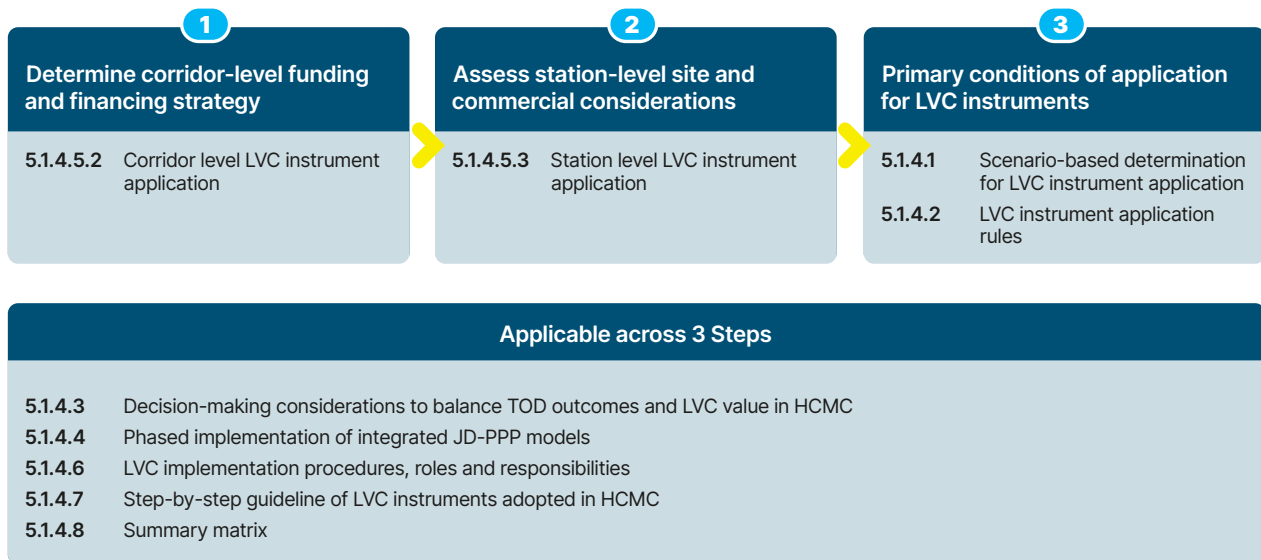 1
Determine corridor-level funding
and financing strategy
5.1.4.5.2 Corridor level LVC instrument
application
2
Assess station-level site and
commercial considerations
5.1.4.5.3 Station level LVC instrument
application
3
Primary conditions of application
for LVC instruments
5.1.4.1 Scenario-based determination
for LVC instrument application
5.1.4.2 LVC instrument application
rules
Applicable across 3 Steps
5.1.4.3 Decision-making considerations to balance TOD outcomes and LVC value in HCMC
5.1.4.4 Phased implementation of integrated JD-PPP models
5.1.4.6 LVC implementation procedures, roles and responsibilities
5.1.4.7 Step-by-step guideline of LVC instruments adopted in HCMC
5.1.4.8 Summary matrix